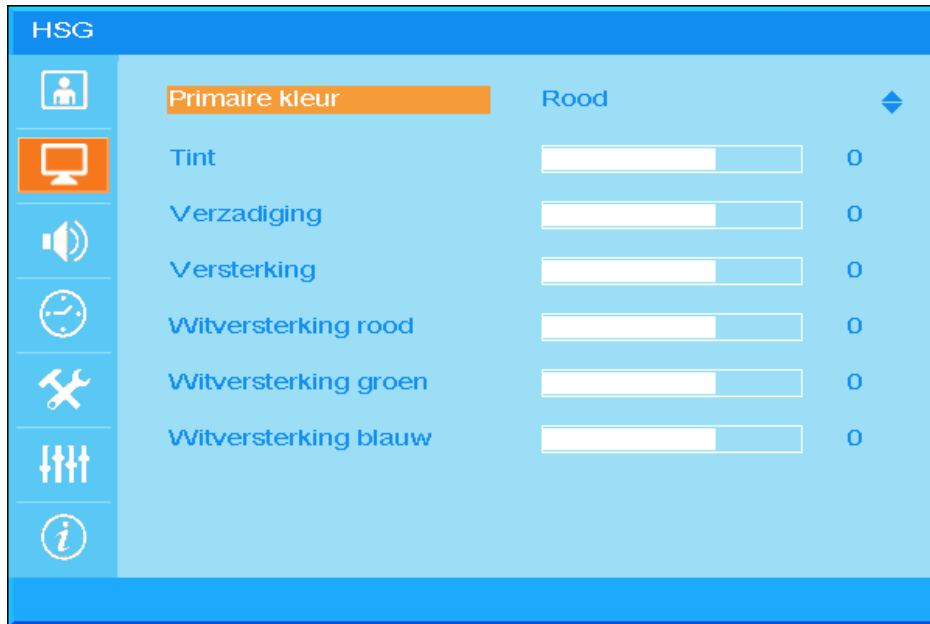 HSG
Primaire kleur Rood
Tint 0
Verzadiging 0
Versterking 0
Witversterking rood 0
Witversterking groen 0
Witversterking blauw 0